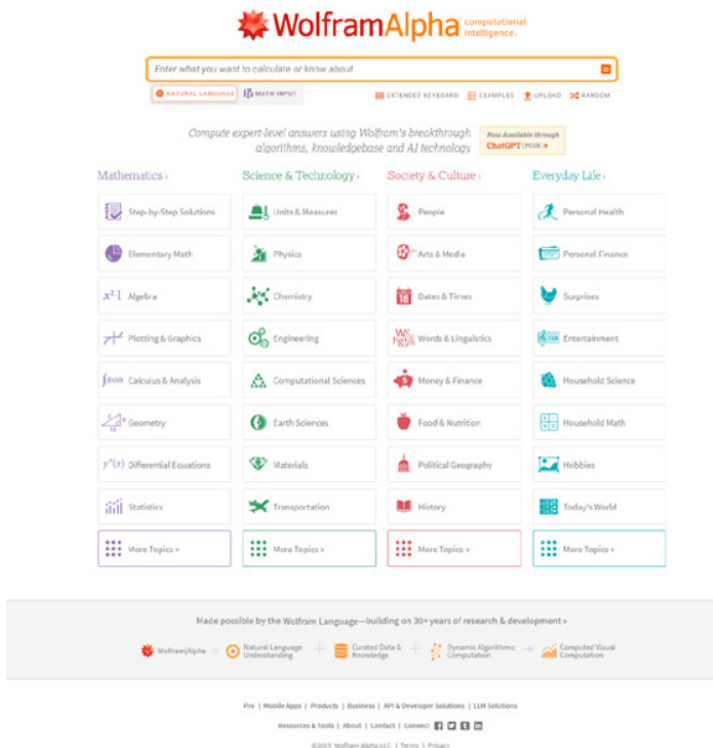 WolframAlpha computational intelligence.
Enter what you want to calculate or know about
NATURAL LANGUAGE MATH INPUT EXTENDED KEYBOARD EXAMPLES UPLOAD RANDOM
Compute expert-level answers using Wolfram's breakthrough
algorithms, knowledgebase and AI technology
Now Available through
ChatGPT [PLUS] »
Mathematics › Science & Technology › Society & Culture › Everyday Life ›
Step-by-Step Solutions Units & Measures People Personal Health
Elementary Math Physics Arts & Media Personal Finance
Algebra Chemistry 18 Dates & Times Surprises
Plotting & Graphics Engineering Words & Linguistics Entertainment
Calculus & Analysis Computational Sciences Money & Finance Household Science
Geometry Earth Sciences Food & Nutrition Household Math
y″(x) Differential Equations Materials Political Geography Hobbies
Statistics Transportation History Today's World
More Topics » More Topics » More Topics » More Topics »
Made possible by the Wolfram Language—building on 30+ years of research & development »
Wolfram|Alpha = Natural Language Understanding + Curated Data & Knowledge + Dynamic Algorithmic Computation → Computed Visual Computation
Pro | Mobile Apps | Products | Business | API & Developer Solutions | LLM Solutions
Resources & Tools | About | Contact | Connect
Wolfram Alpha LLC | Terms | Privacy